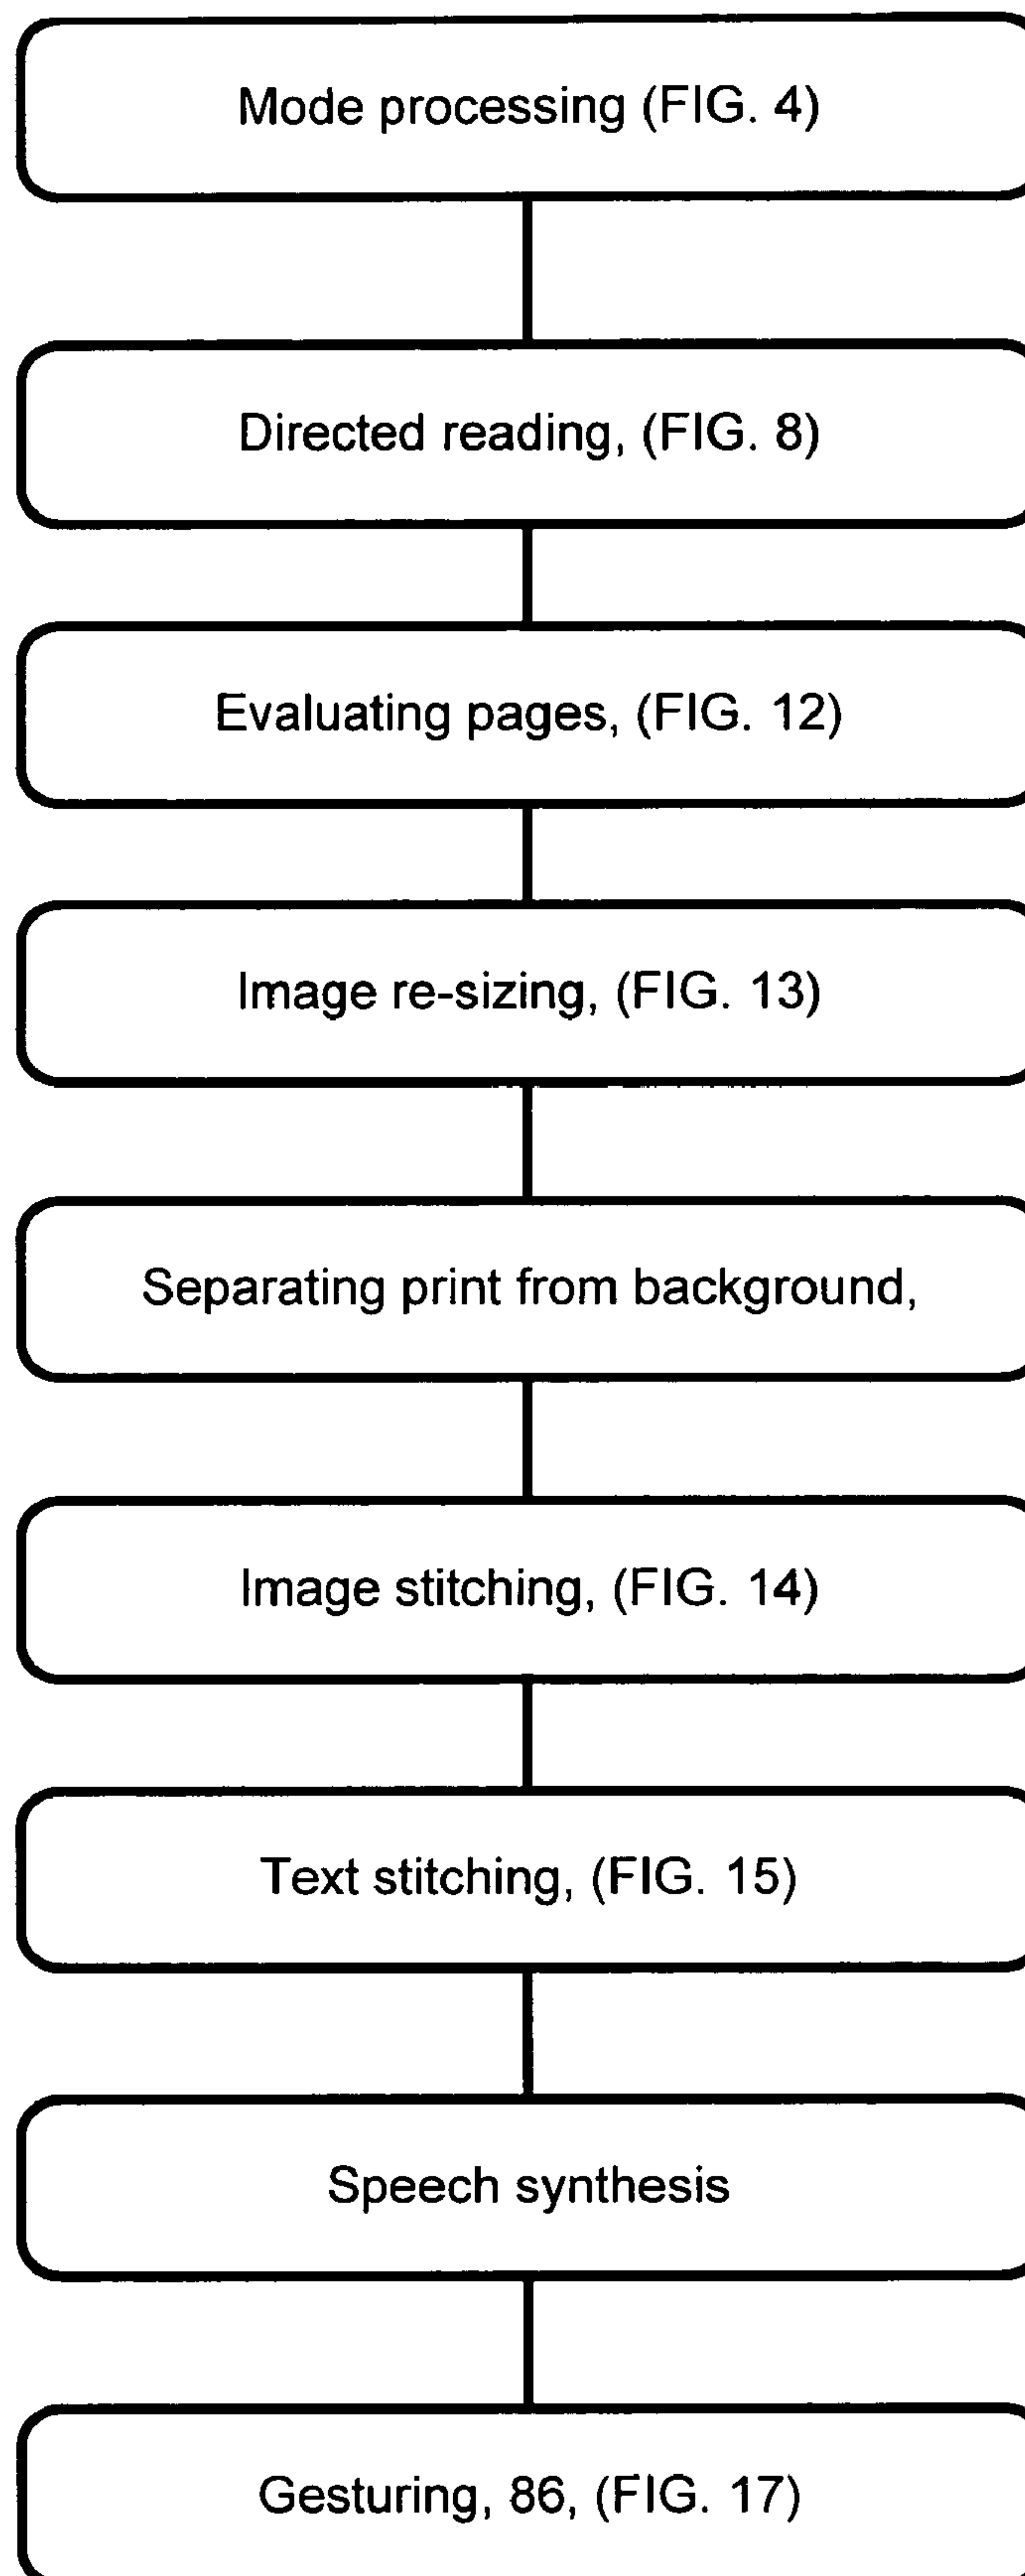 Mode processing (FIG. 4)
Directed reading, (FIG. 8)
Evaluating pages, (FIG. 12)
Image re-sizing, (FIG. 13)
Separating print from background,
Image stitching, (FIG. 14)
Text stitching, (FIG. 15)
Speech synthesis
Gesturing, 86, (FIG. 17)